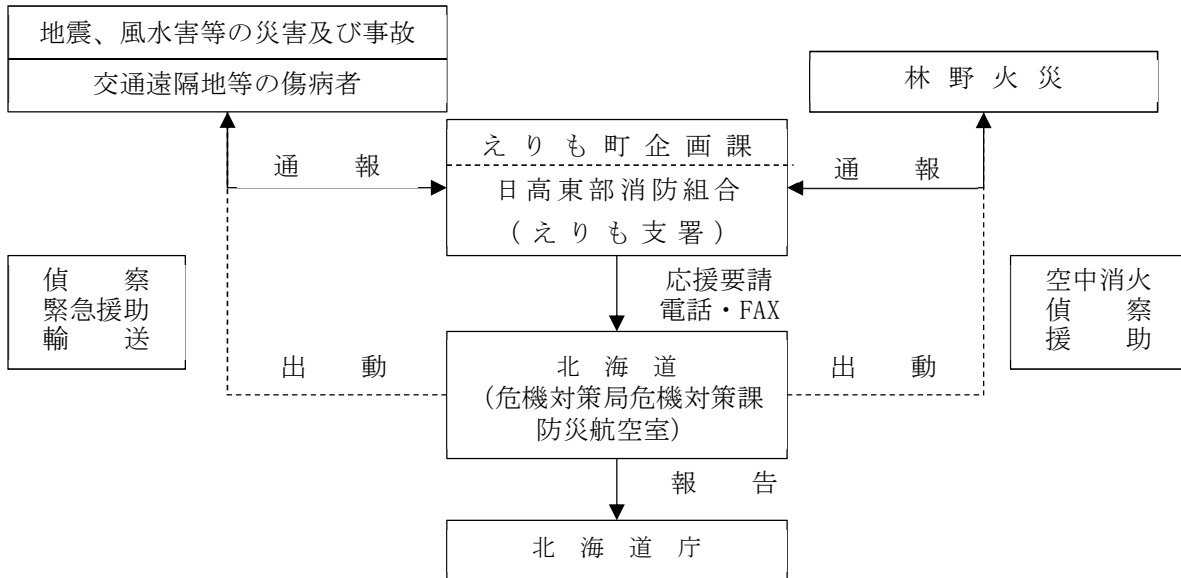 地震、風水害等の災害及び事故
交通遠隔地等の傷病者
林野火災
えりも町企画課
通報
通報
日高東部消防組合
(えりも支署)
偵察
緊急援助
輸送
応援要請
電話・FAX
空中消火
偵察
援助
出動
北海道
出動
(危機対策局危機対策課
防災航空室)
報告
北海道庁